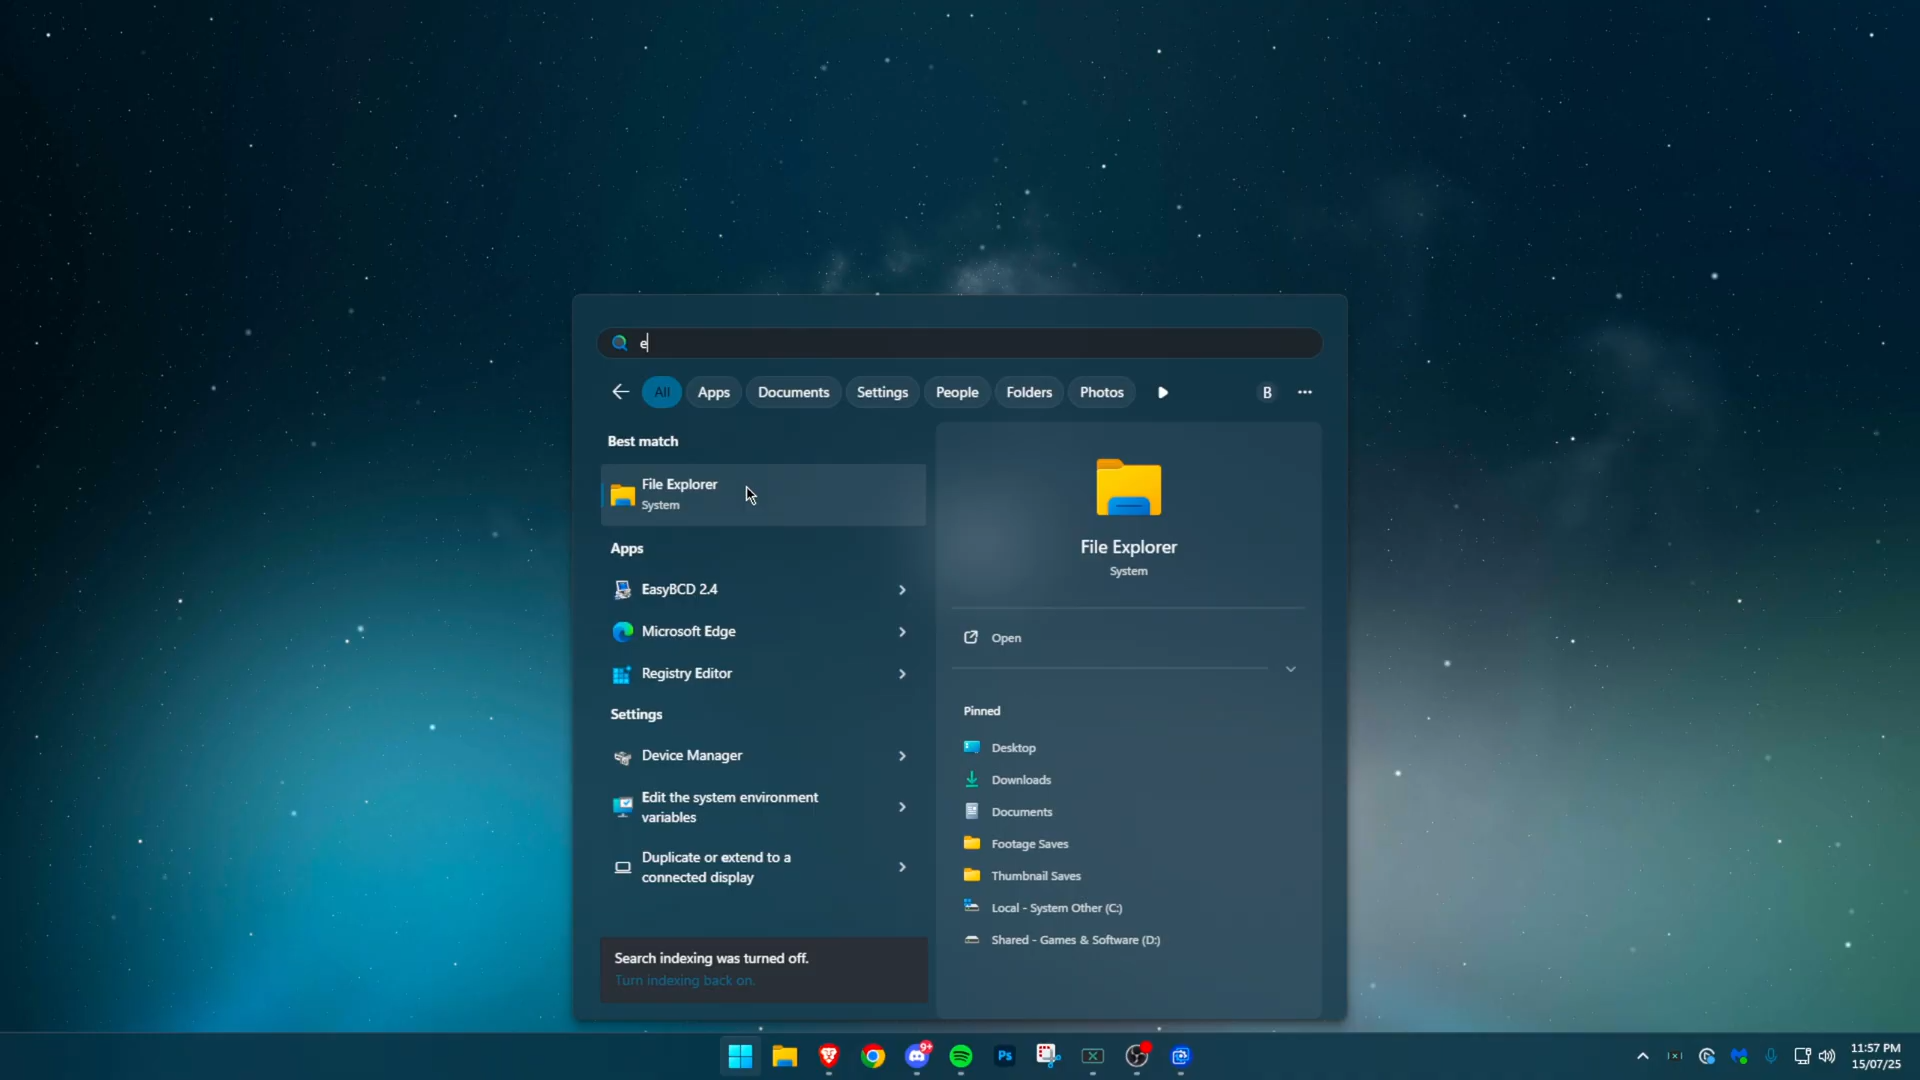 e
All Apps Documents Settings People Folders Photos B
Best match
File Explorer
System
Apps
EasyBCD 2.4
Microsoft Edge
Registry Editor
Settings
Device Manager
Edit the system environment
variables
Duplicate or extend to a
connected display
Search indexing was turned off.
Turn indexing back on.
File Explorer
System
Open
Pinned
Desktop
Downloads
Documents
Footage Saves
Thumbnail Saves
Local - System Other (C:)
Shared - Games & Software (D:)
9+
Ps
11:57 PM
15/07/25